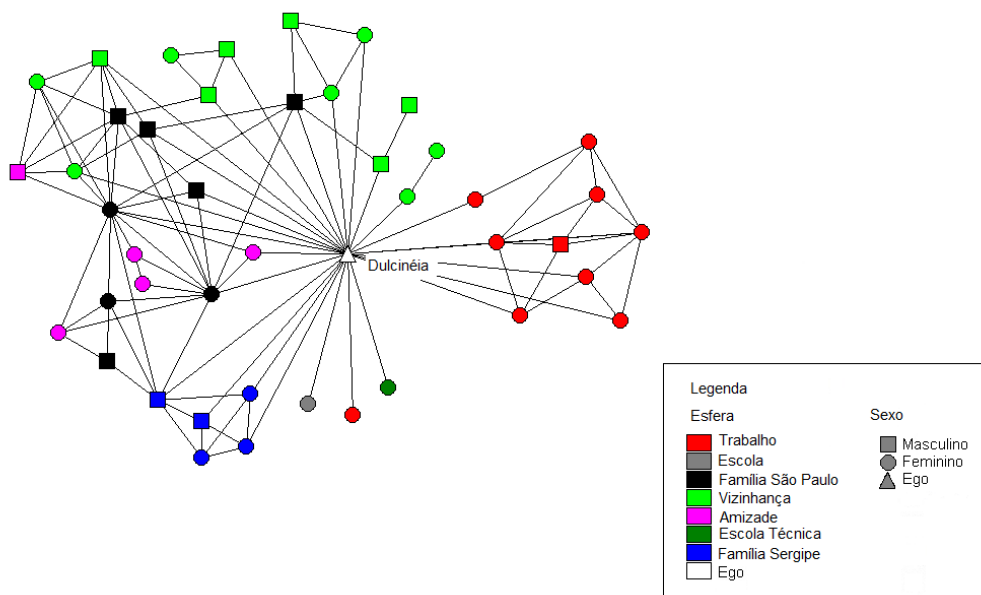 Dulcinéia
Legenda
Esfera
Trabalho
Escola
Família São Paulo
Vizinhança
Amizade
Escola Técnica
Família Sergipe
Ego
Sexo
Masculino
Feminino
Ego